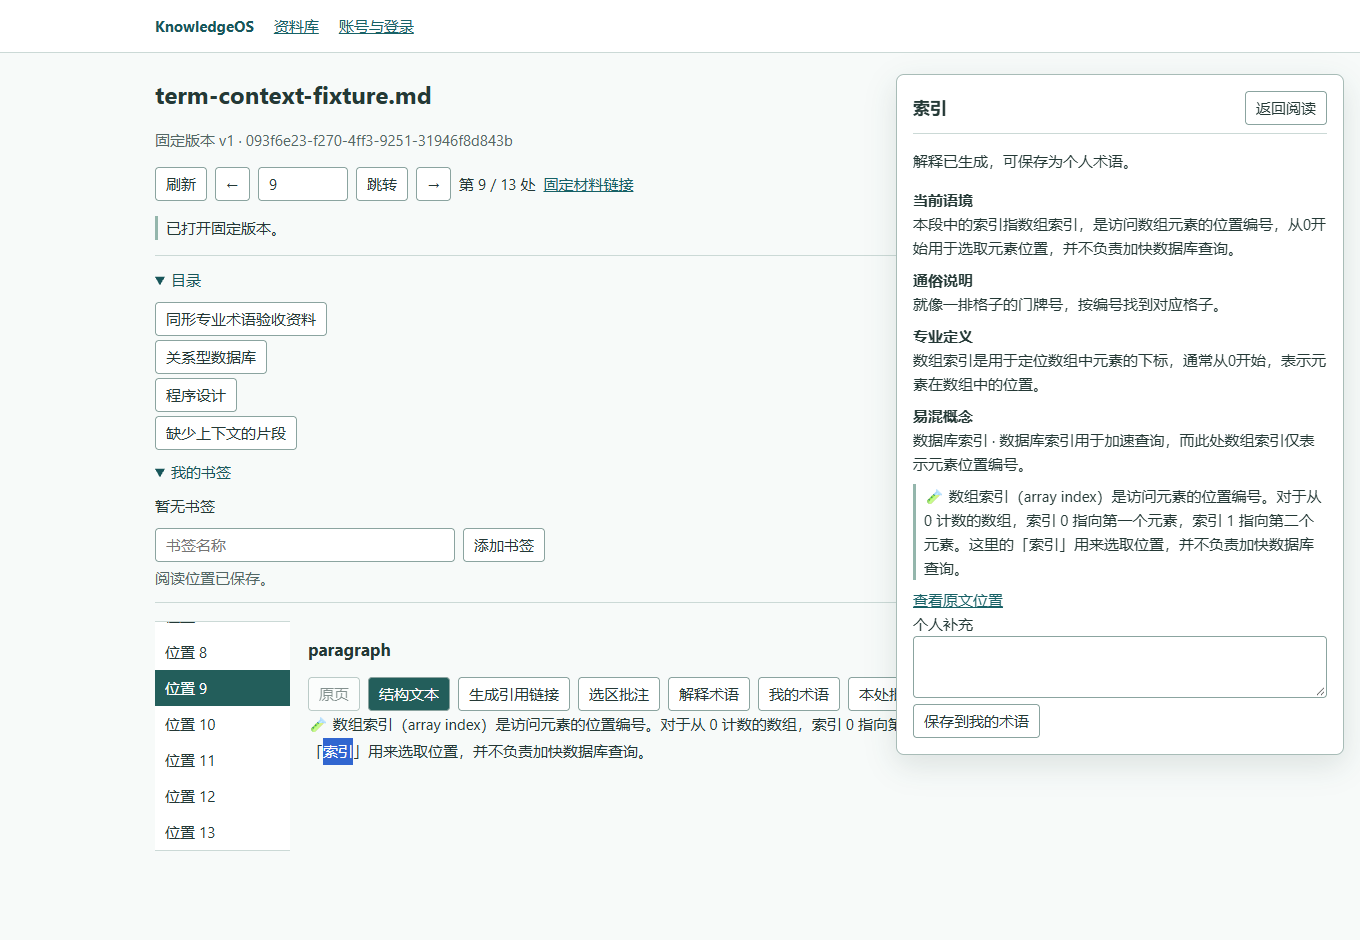 KnowledgeOS 资料库 账号与登录
term-context-fixture.md
固定版本 v1 · 093f6e23-f270-4ff3-9251-31946f8d843b
刷新 ← 9 跳转 → 第 9 / 13 处 固定材料链接
已打开固定版本。
▼ 目录
同形专业术语验收资料
关系型数据库
程序设计
缺少上下文的片段
▼ 我的书签
暂无书签
书签名称 添加书签
阅读位置已保存。
位置 8
位置 9
位置 10
位置 11
位置 12
位置 13
paragraph
原页 结构文本 生成引用链接 选区批注 解释术语 我的术语 本处
🧪 数组索引（array index）是访问元素的位置编号。对于从 0 计数的数组，索引 0 指向第
「索引」用来选取位置，并不负责加快数据库查询。
索引 返回阅读
解释已生成，可保存为个人术语。
当前语境
本段中的索引指数组索引，是访问数组元素的位置编号，从0开
始用于选取元素位置，并不负责加快数据库查询。
通俗说明
就像一排格子的门牌号，按编号找到对应格子。
专业定义
数组索引是用于定位数组中元素的下标，通常从0开始，表示元
素在数组中的位置。
易混概念
数据库索引 · 数据库索引用于加速查询，而此处数组索引仅表
示元素位置编号。
🧪 数组索引（array index）是访问元素的位置编号。对于从
0 计数的数组，索引 0 指向第一个元素，索引 1 指向第二个
元素。这里的「索引」用来选取位置，并不负责加快数据库
查询。
查看原文位置
个人补充
保存到我的术语